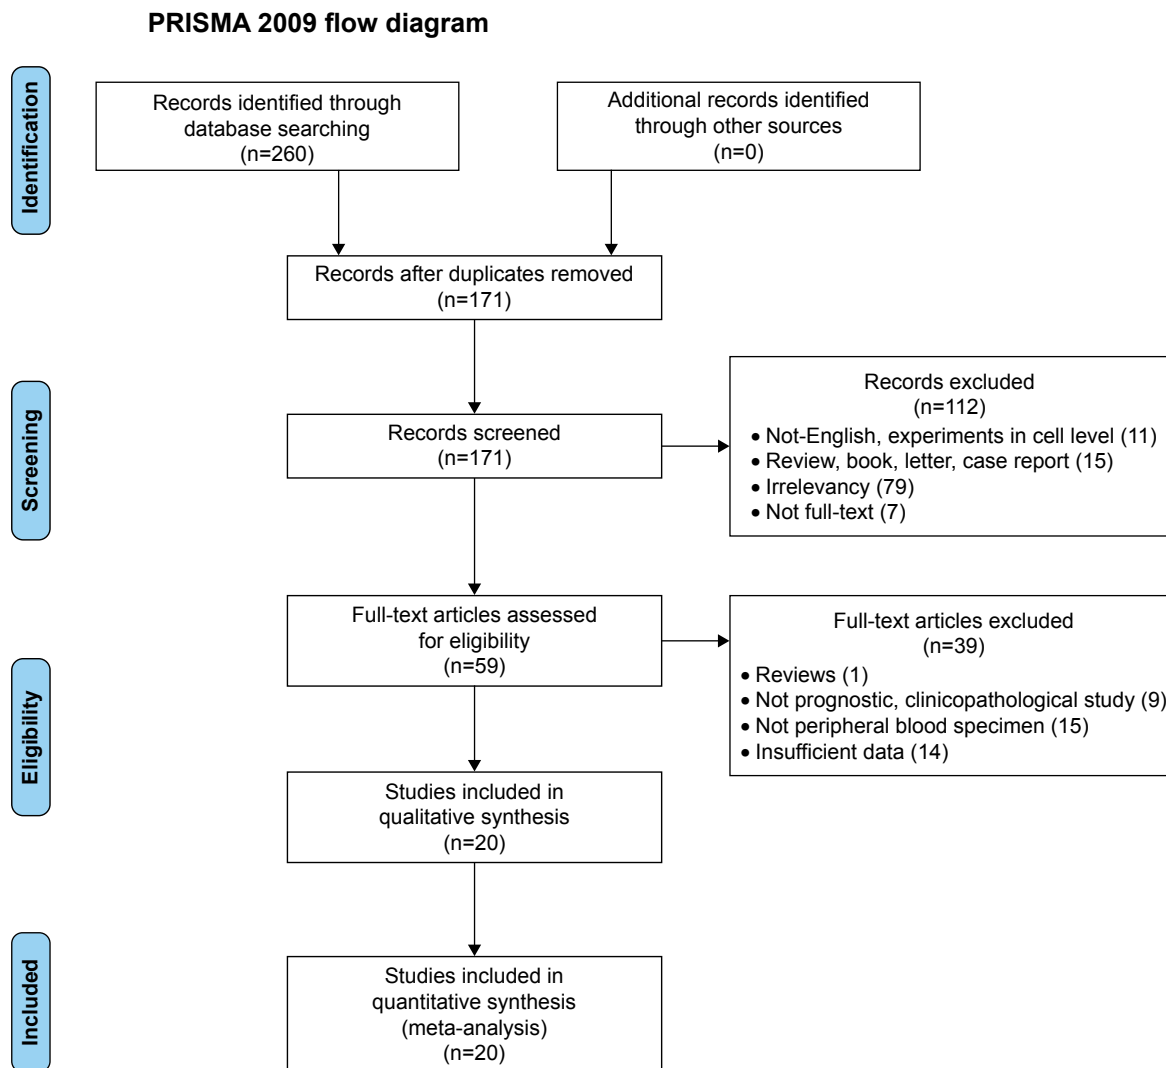 PRISMA 2009 flow diagram
Identification
Records identified through
database searching
(n=260)
Additional records identified
through other sources
(n=0)
Records after duplicates removed
(n=171)
Screening
Records screened
(n=171)
Records excluded
(n=112)
• Not-English, experiments in cell level (11)
• Review, book, letter, case report (15)
• Irrelevancy (79)
• Not full-text (7)
Eligibility
Full-text articles assessed
for eligibility
(n=59)
Full-text articles excluded
(n=39)
• Reviews (1)
• Not prognostic, clinicopathological study (9)
• Not peripheral blood specimen (15)
• Insufficient data (14)
Studies included in
qualitative synthesis
(n=20)
Included
Studies included in
quantitative synthesis
(meta-analysis)
(n=20)